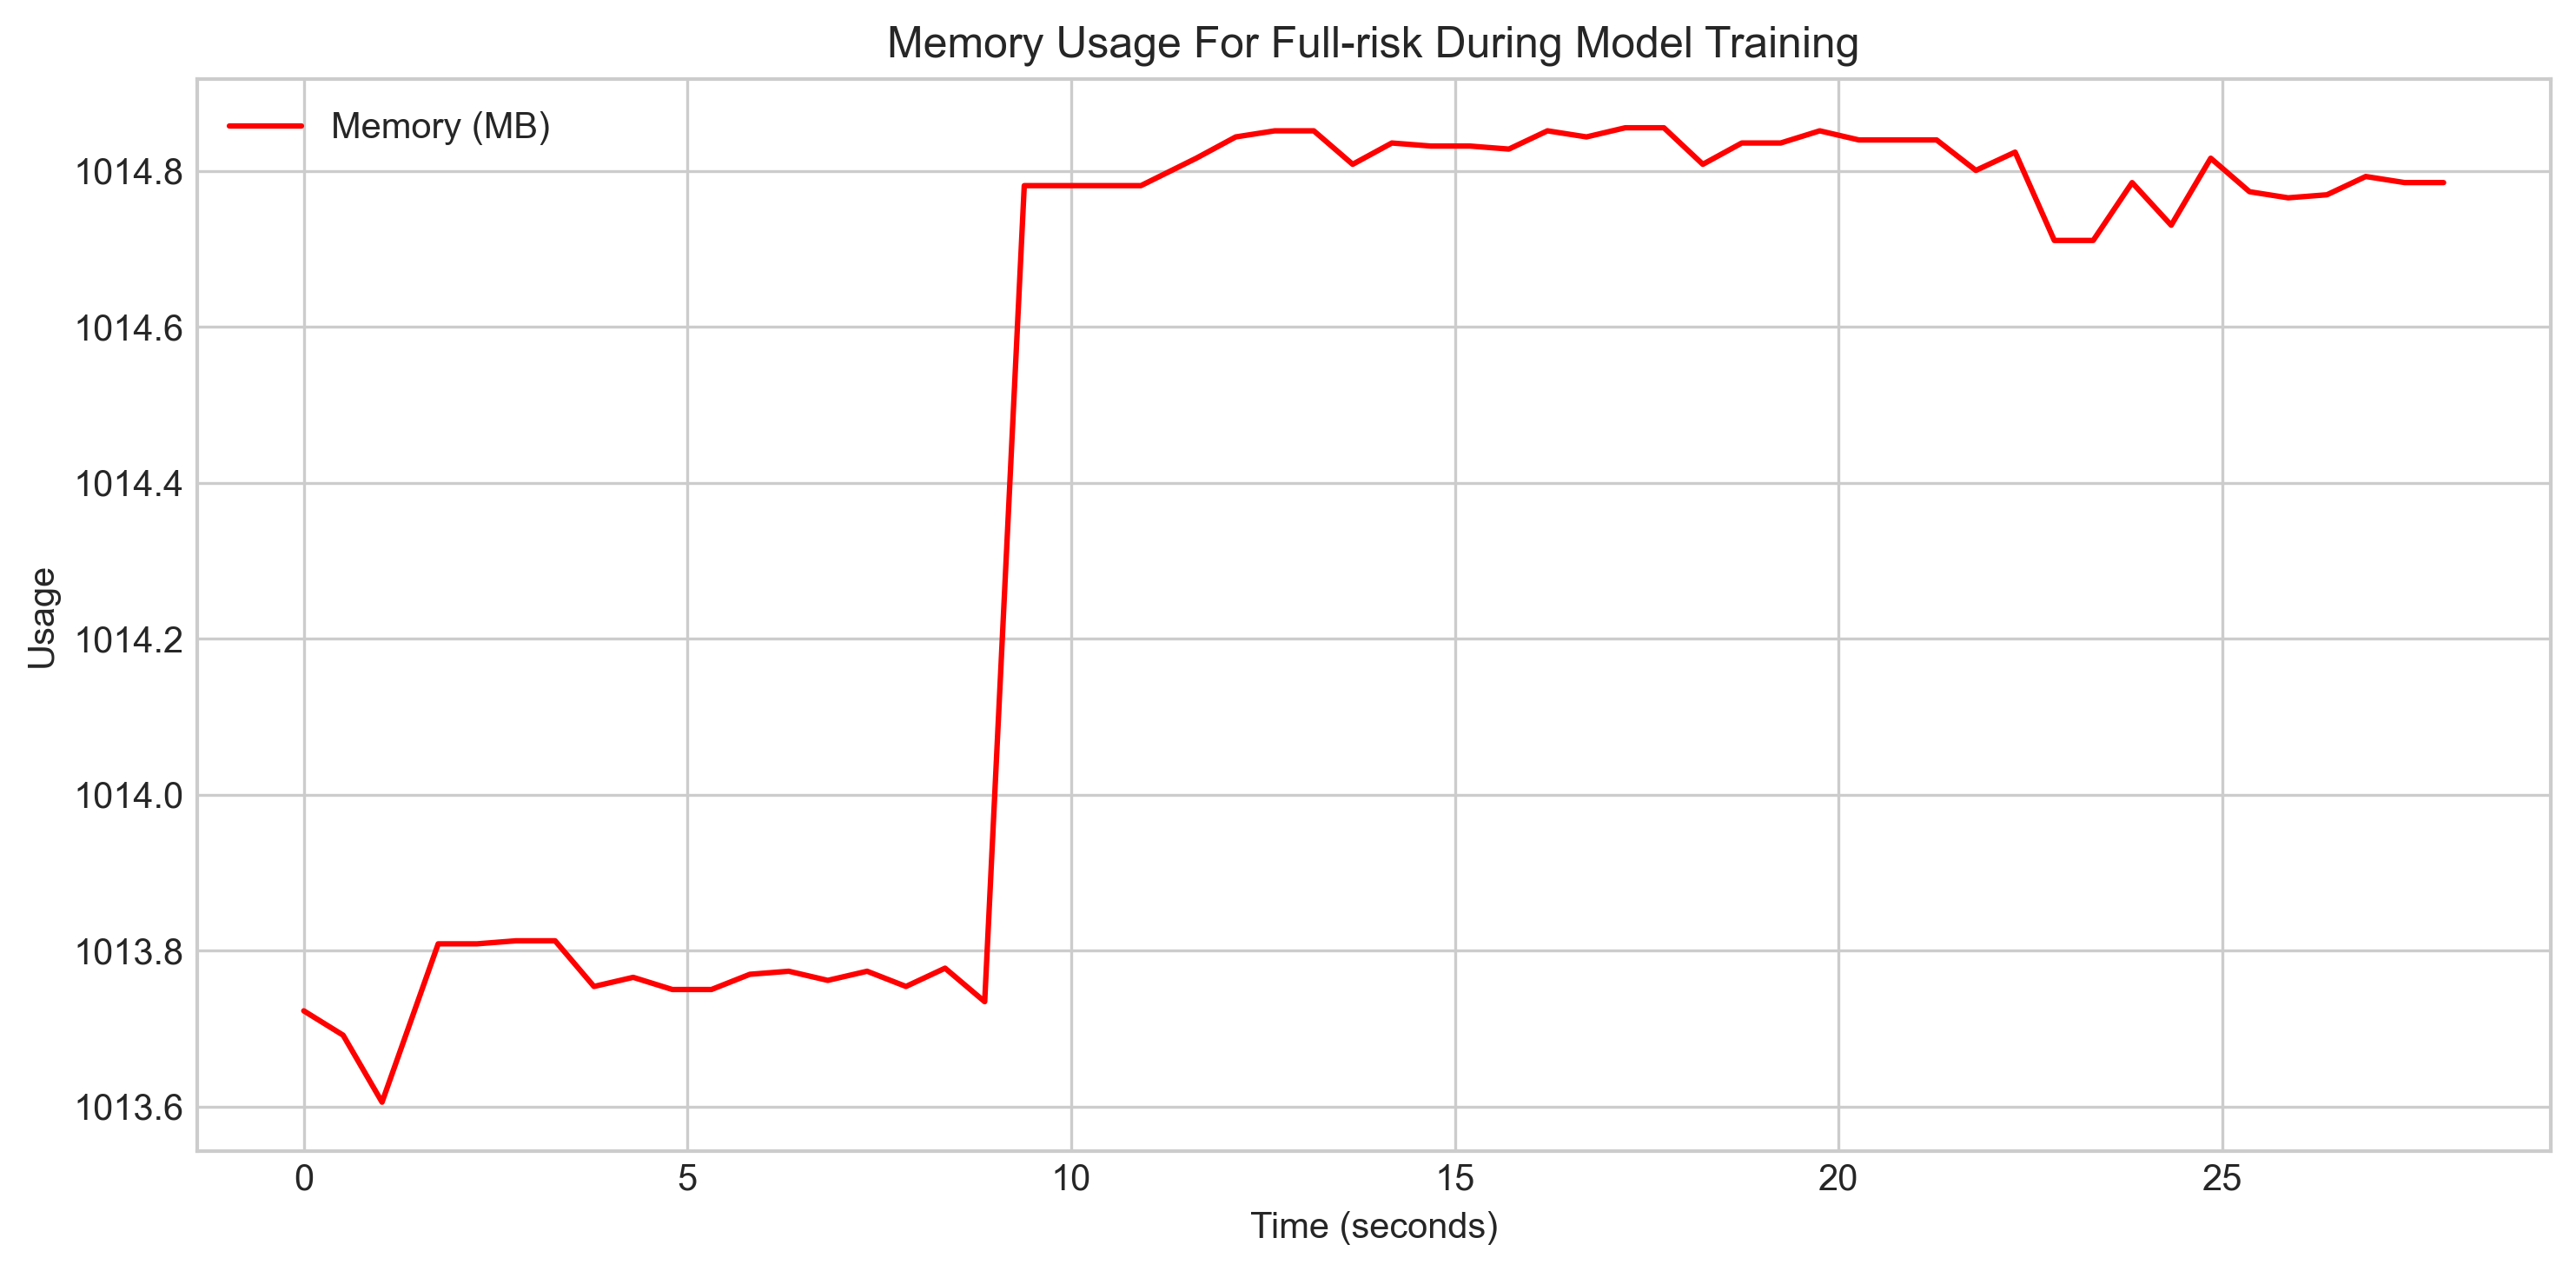 Memory Usage For Full-risk During Model Training
Memory (MB)
1014.8
1014.6
1014.4
1014.2
1014.0
1013.8
1013.6
Usage
0 5 10 15 20 25
Time (seconds)